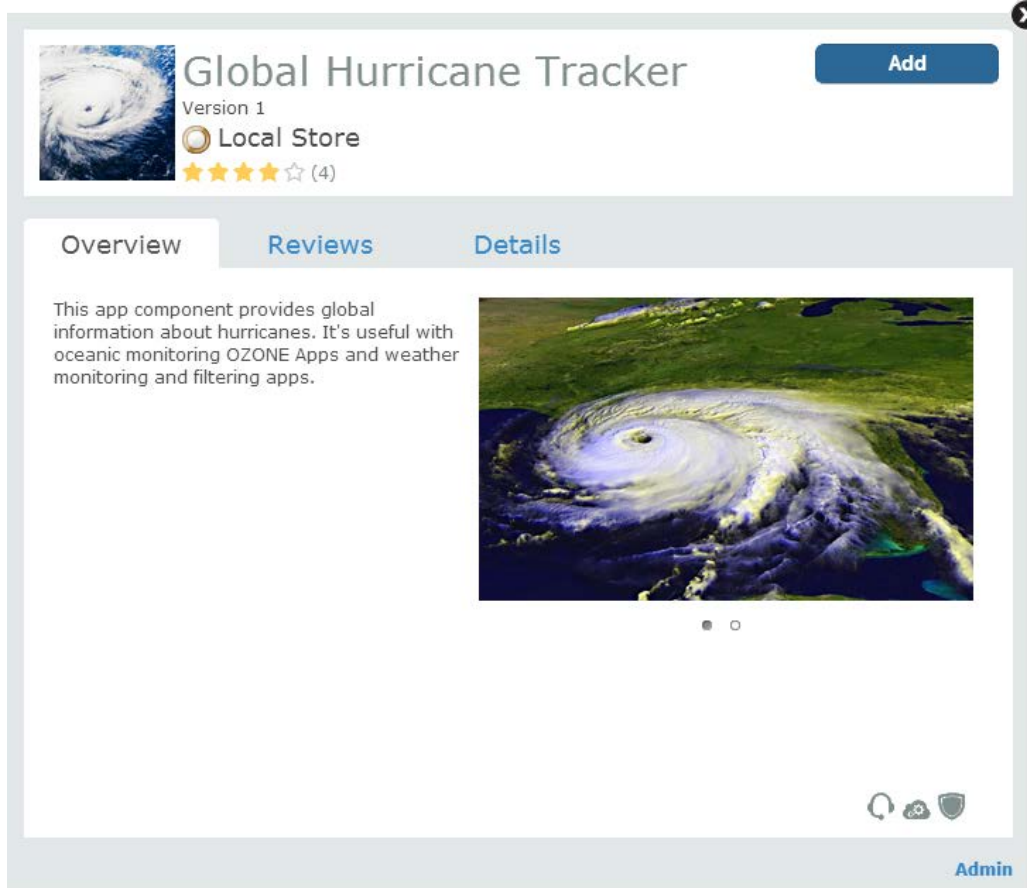 Global Hurricane Tracker
Add
Version 1
Local Store
(4)
Overview
Reviews
Details
This app component provides global
information about hurricanes. It's useful with
oceanic monitoring OZONE Apps and weather
monitoring and filtering apps.
Admin